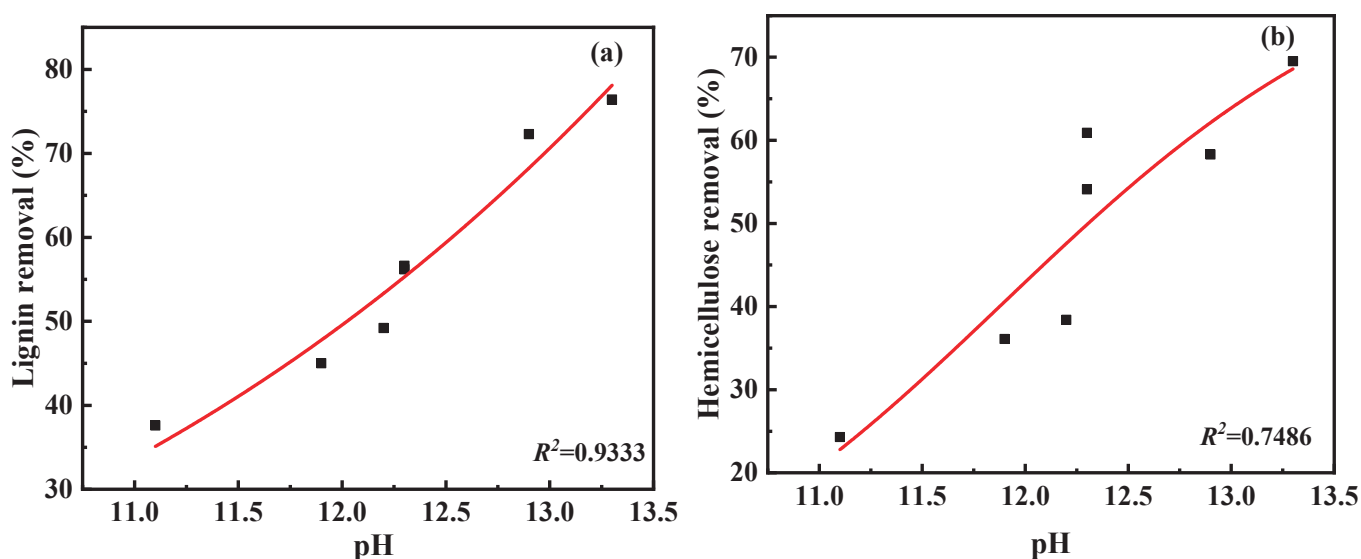 (a)
Lignin removal (%)
80
70
60
50
40
30
R²=0.9333
11.0 11.5 12.0 12.5 13.0 13.5
pH
(b)
Hemicellulose removal (%)
70
60
50
40
30
20
R²=0.7486
11.0 11.5 12.0 12.5 13.0 13.5
pH